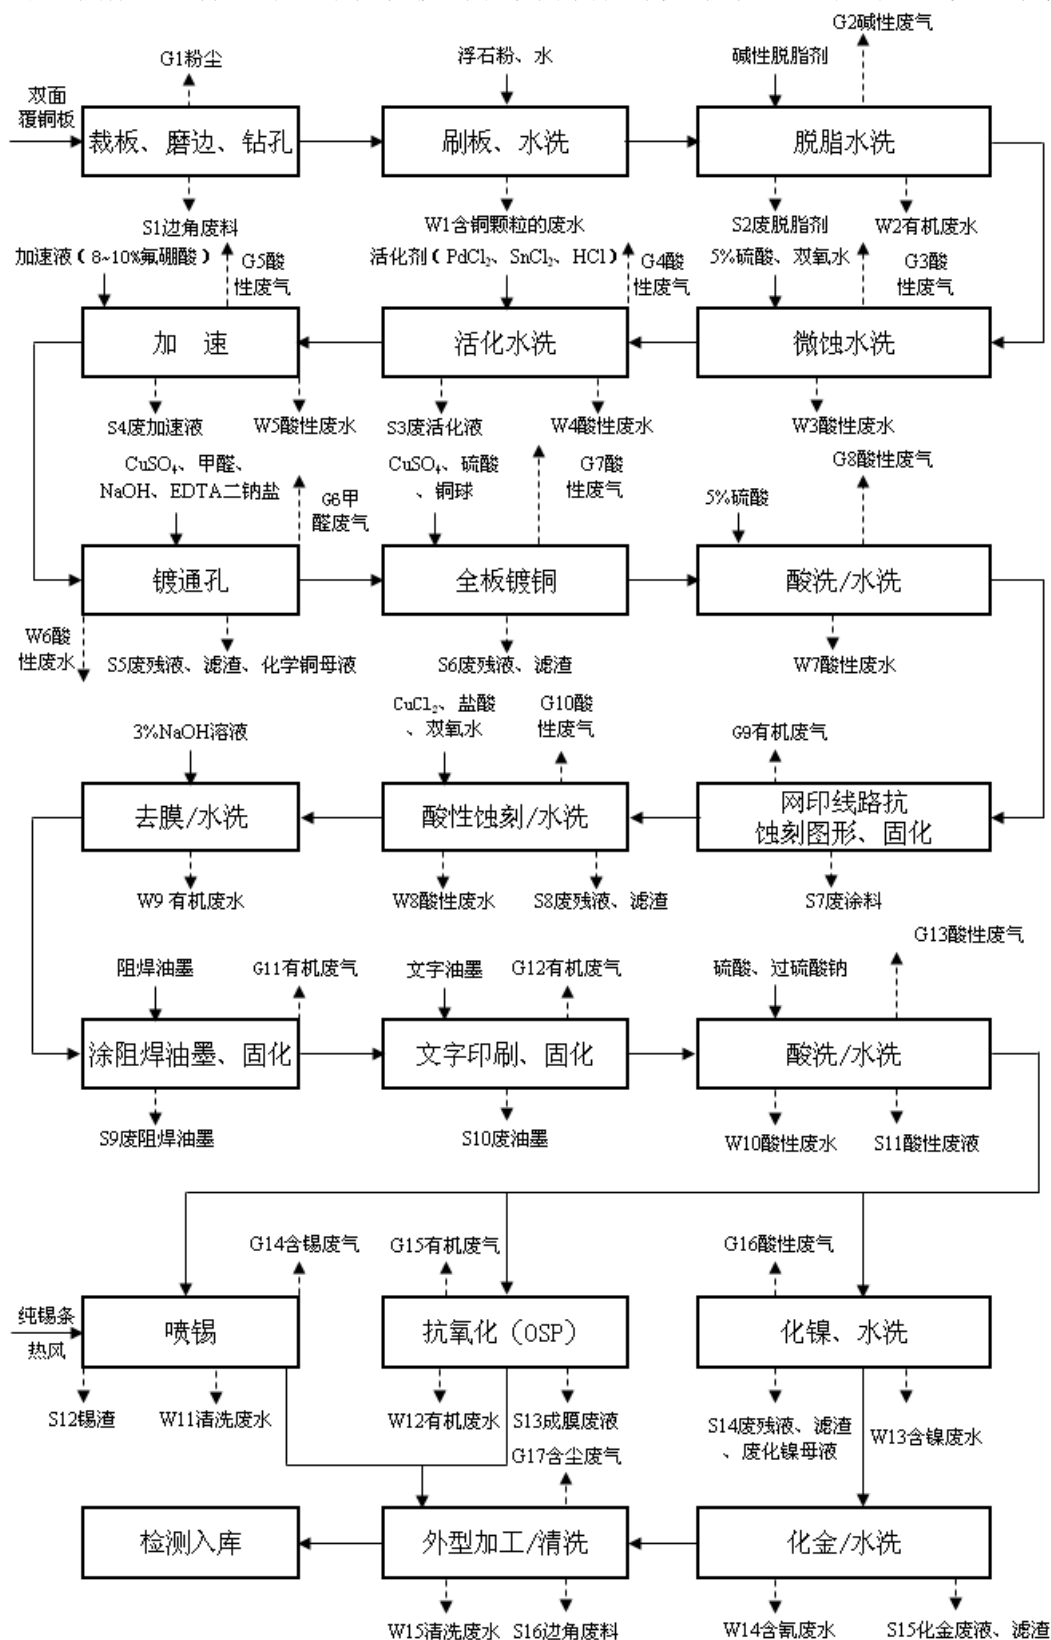 G2碱性废气
G1粉尘
浮石粉、水
碱性脱脂剂
双面
覆铜板
裁板、磨边、钻孔
刷板、水洗
脱脂水洗
S1边角废料
W1含铜颗粒的废水
S2废脱脂剂
W2有机废水
加速液（8~10%氟硼酸）
G5酸
性废气
活化剂（PdCl₂、SnCl₂、HCl）
G4酸
性废气
5%硫酸、双氧水
G3酸
性废气
加 速
活化水洗
微蚀水洗
S4废加速液
W5酸性废水
S3废活化液
W4酸性废水
W3酸性废水
CuSO₄、甲醛、
NaOH、EDTA二钠盐
G6甲
醛废气
CuSO₄、硫酸
、铜球
G7酸
性废气
G8酸性废气
5%硫酸
镀通孔
全板镀铜
酸洗/水洗
W6酸
性废水
S5废残液、滤渣、化学铜母液
S6废残液、滤渣
W7酸性废水
3%NaOH溶液
CuCl₂、盐酸
、双氧水
G10酸
性废气
G9有机废气
去膜/水洗
酸性蚀刻/水洗
网印线路抗
蚀刻图形、固化
W9 有机废水
W8酸性废水
S8废残液、滤渣
S7废涂料
G13酸性废气
阻焊油墨
G11有机废气
文字油墨
G12有机废气
硫酸、过硫酸钠
涂阻焊油墨、固化
文字印刷、固化
酸洗/水洗
S9废阻焊油墨
S10废油墨
W10酸性废水
S11酸性废液
G14含锡废气
G15有机废气
G16酸性废气
纯锡条
热风
喷锡
抗氧化（OSP）
化镍、水洗
S12锡渣
W11清洗废水
W12有机废水
S13成膜废液
S14废残液、滤渣
、废化镍母液
W13含镍废水
G17含尘废气
检测入库
外型加工/清洗
化金/水洗
W15清洗废水
S16边角废料
W14含氰废水
S15化金废液、滤渣